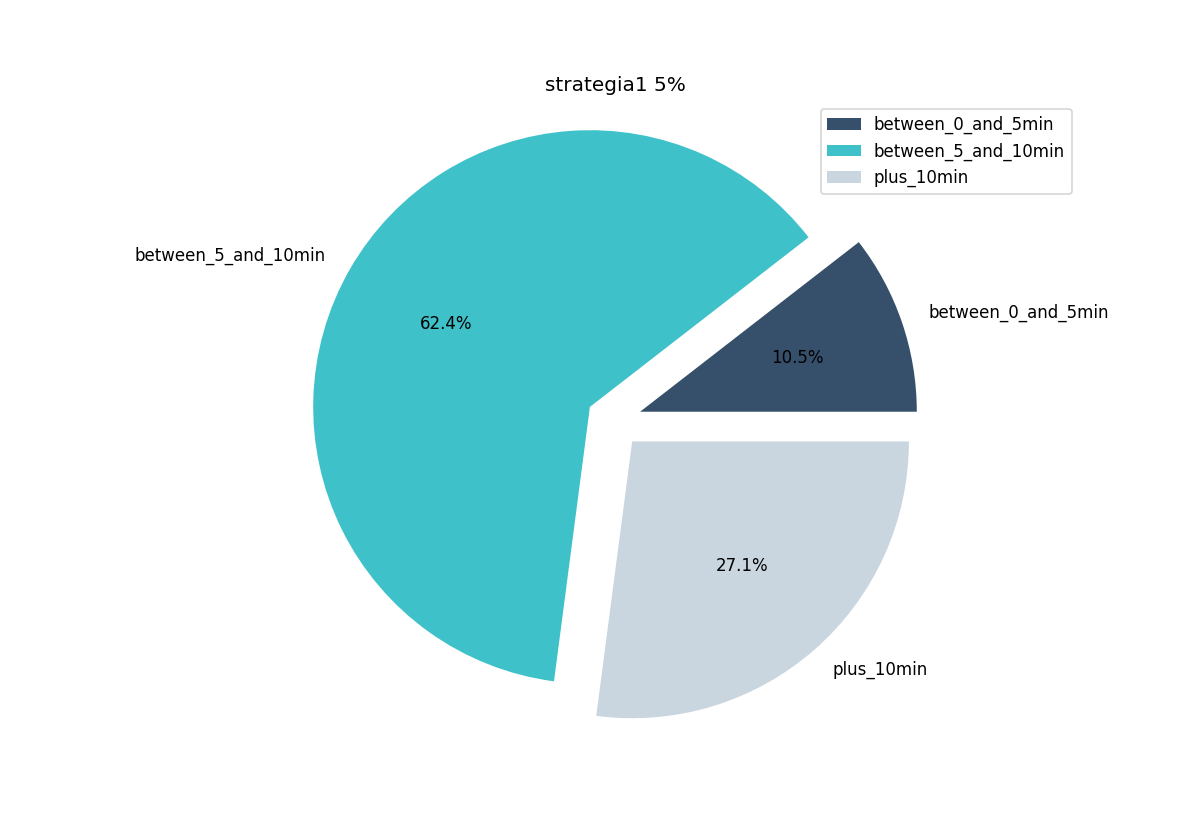 strategia1 5%
between_0_and_5min
between_5_and_10min
plus_10min
between_5_and_10min
between_0_and_5min
62.4%
10.5%
27.1%
plus_10min